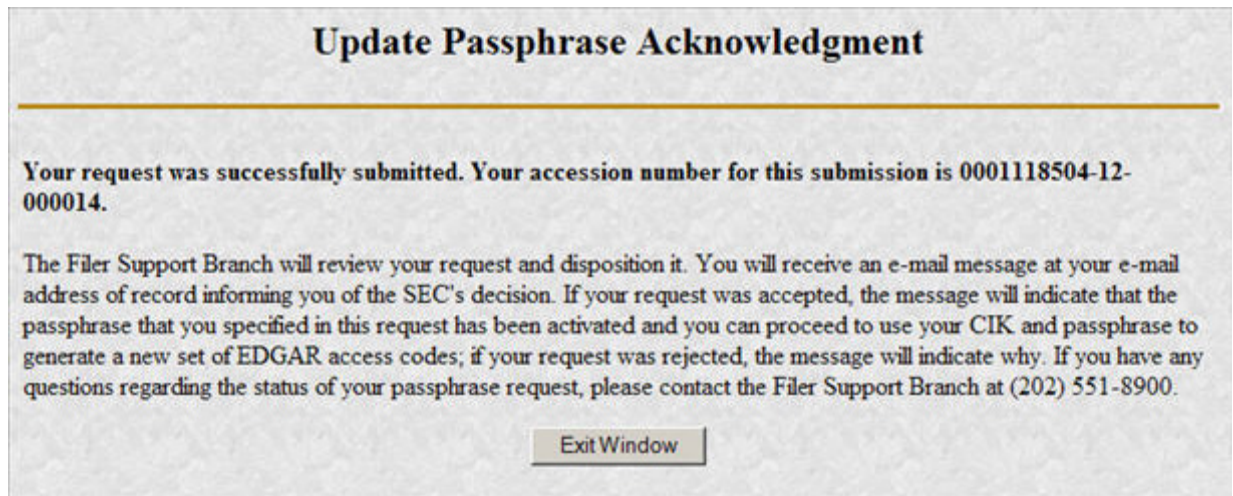 Update Passphrase Acknowledgment
Your request was successfully submitted. Your accession number for this submission is 0001118504-12-
000014.
The Filer Support Branch will review your request and disposition it. You will receive an e-mail message at your e-mail
address of record informing you of the SEC's decision. If your request was accepted, the message will indicate that the
passphrase that you specified in this request has been activated and you can proceed to use your CIK and passphrase to
generate a new set of EDGAR access codes; if your request was rejected, the message will indicate why. If you have any
questions regarding the status of your passphrase request, please contact the Filer Support Branch at (202) 551-8900.
Exit Window